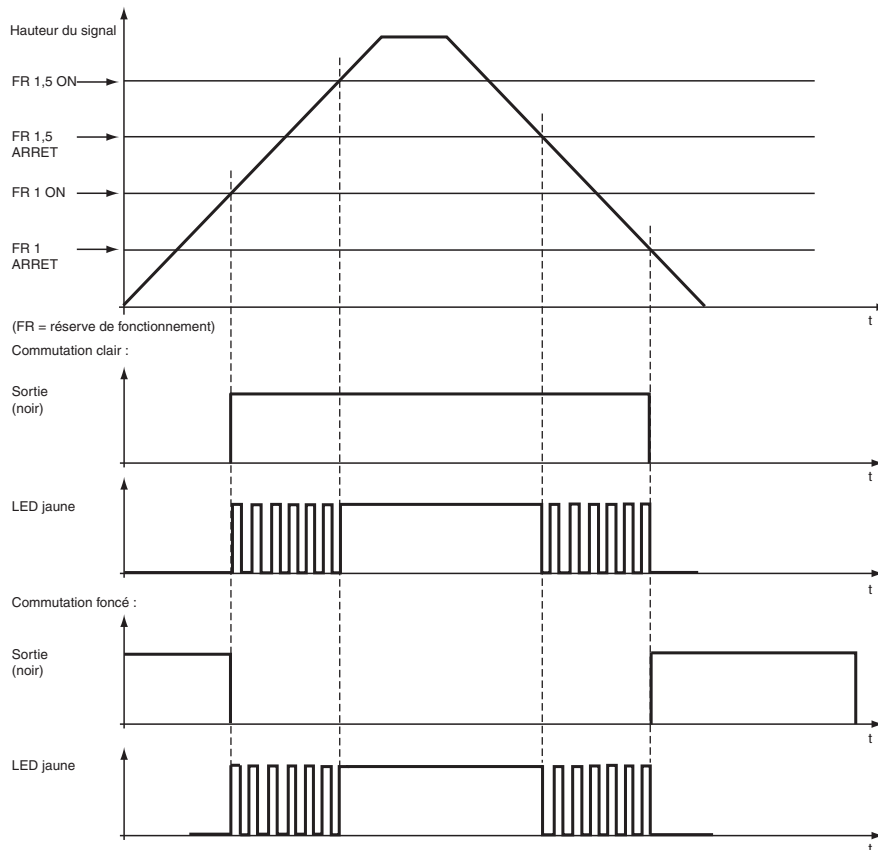 Hauteur du signal
FR 1,5 ON
FR 1,5
ARRET
FR 1 ON
FR 1
ARRET
t
(FR = réserve de fonctionnement)
Commutation clair :
Sortie
(noir)
t
LED jaune
t
Commutation foncé :
Sortie
(noir)
t
LED jaune
t